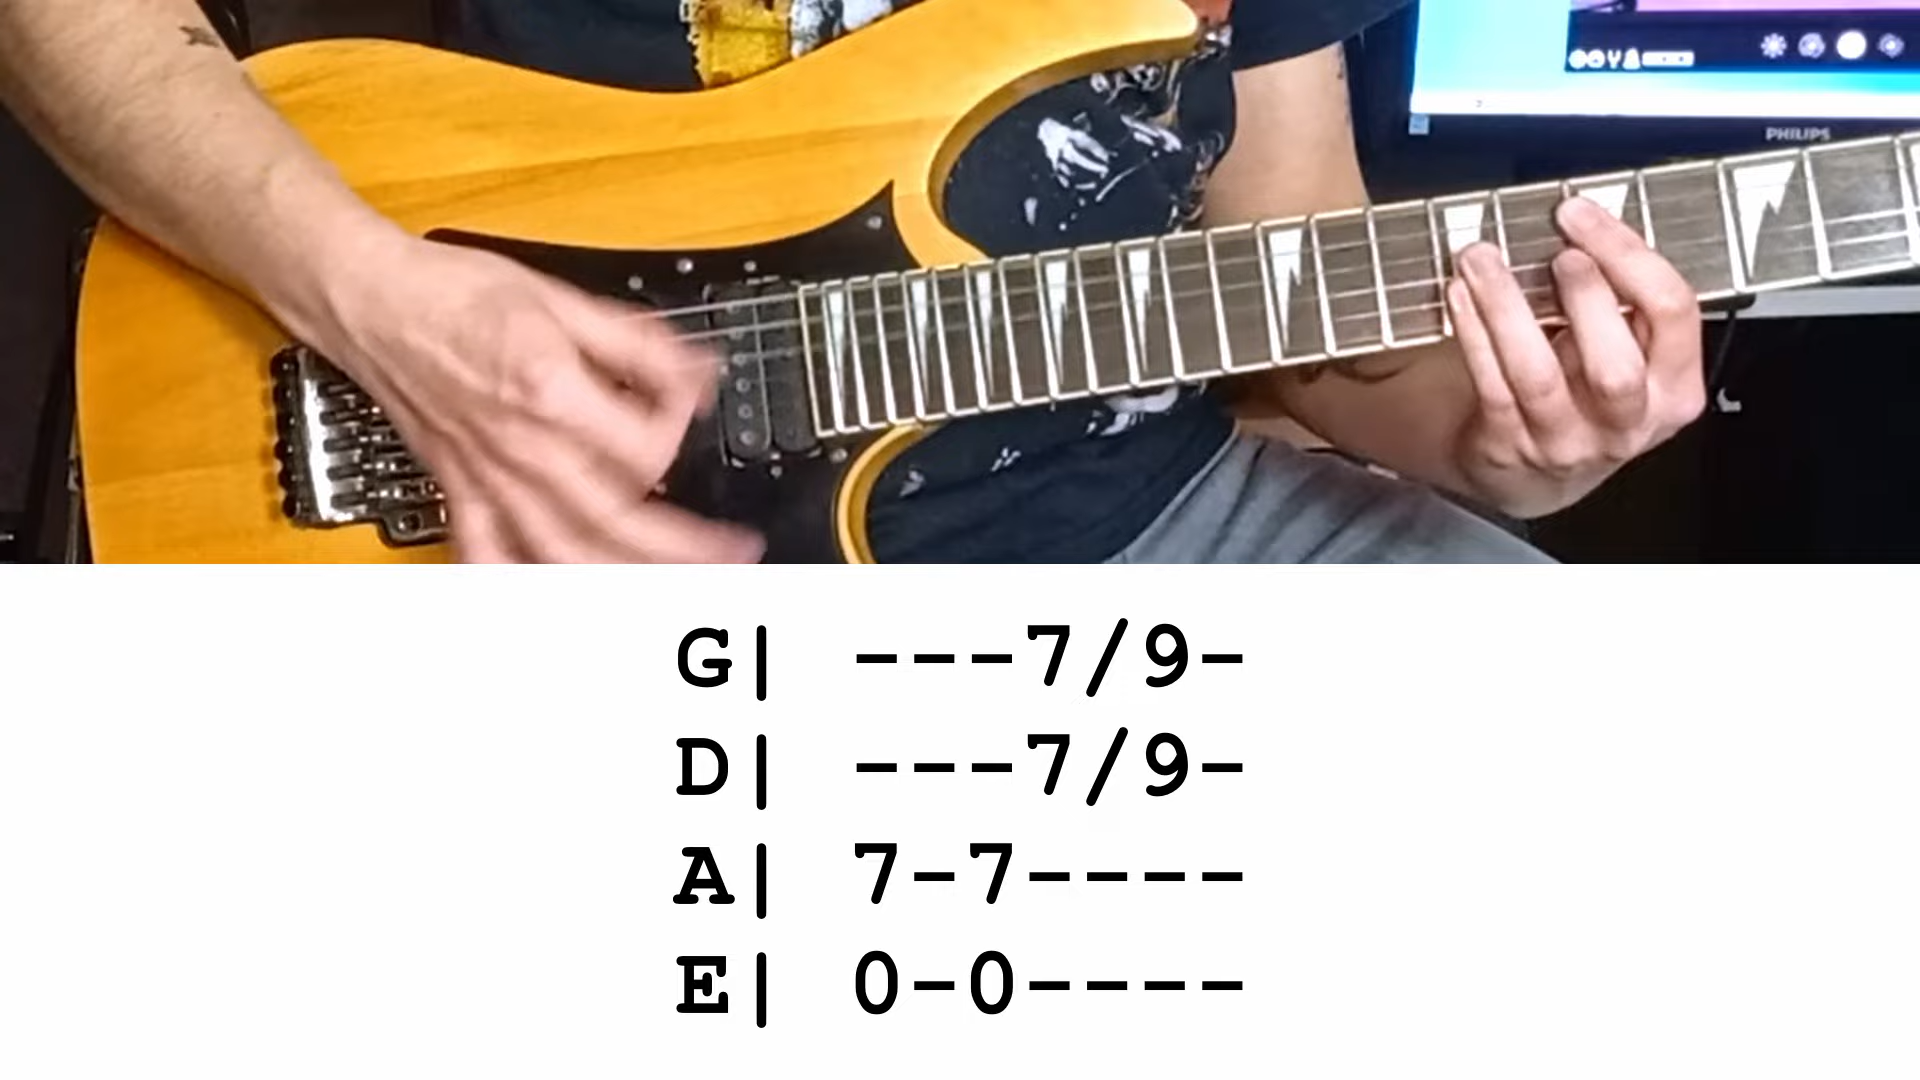 PHILIPS
G| ---7/9-
D| ---7/9-
A| 7-7----
E| 0-0----